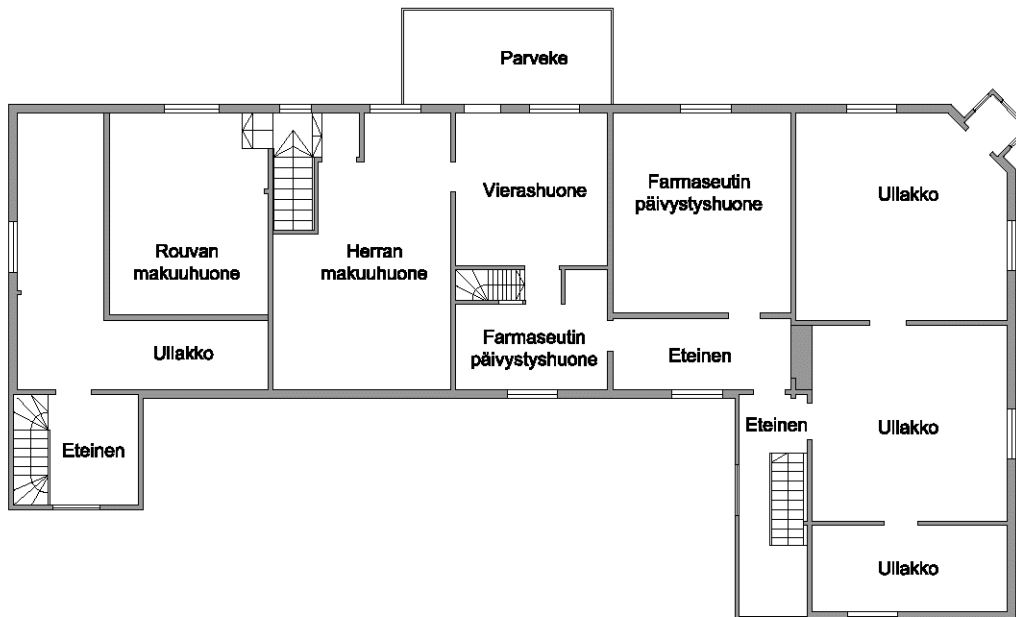 Parveke
Vierashuone
Farmaseutin
päivystyshuone
Ullakko
Rouvan
makuuhuone
Herran
makuuhuone
Ullakko
Farmaseutin
päivystyshuone
Eteinen
Eteinen
Ullakko
Eteinen
Ullakko